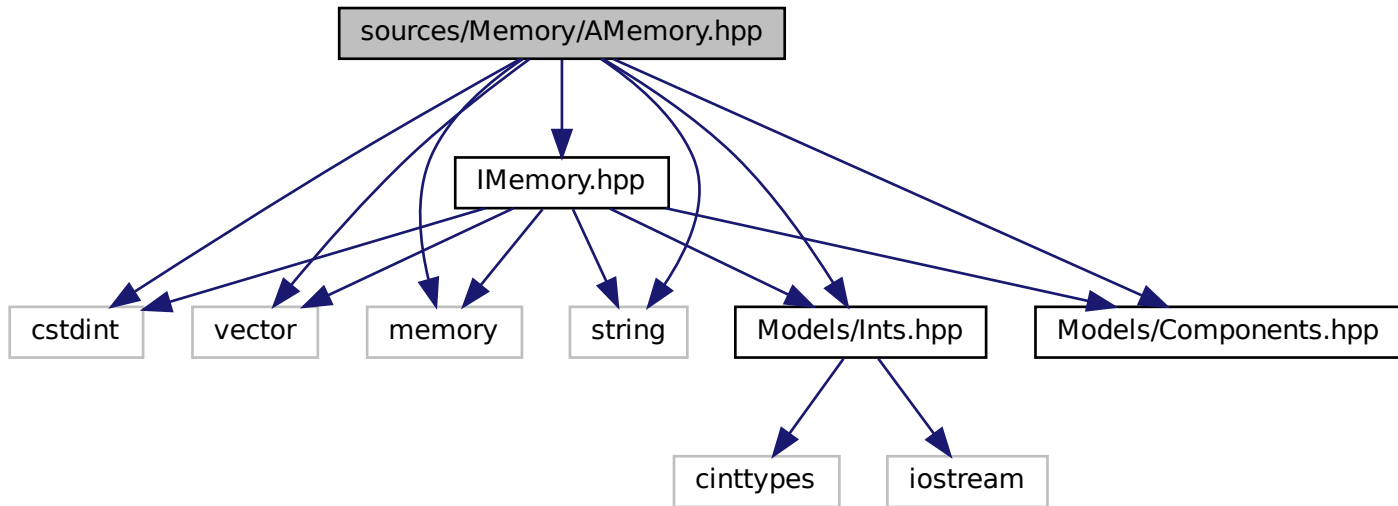 sources/Memory/AMemory.hpp
IMemory.hpp
cstdint
vector
memory
string
Models/Ints.hpp
Models/Components.hpp
cinttypes
iostream